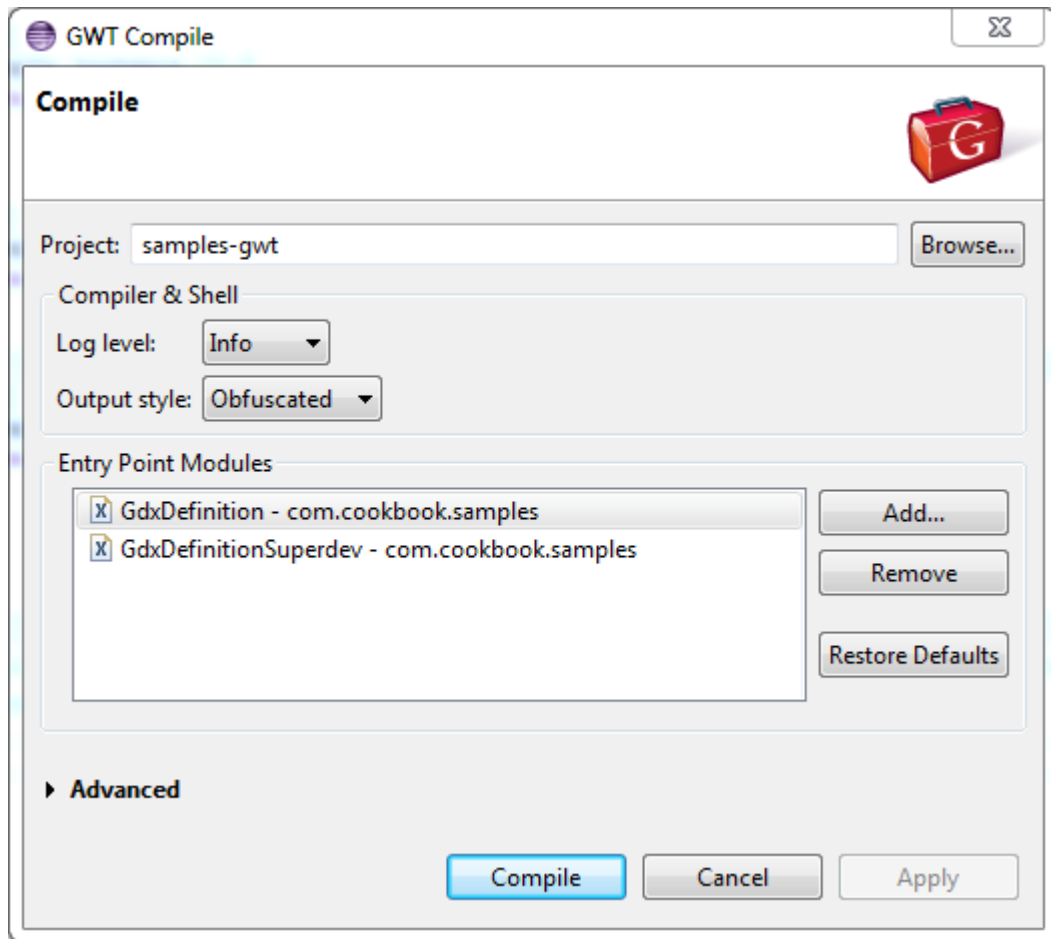 GWT Compile
Compile
G
Project: samples-gwt Browse...
Compiler & Shell
Log level: Info
Output style: Obfuscated
Entry Point Modules
GdxDefinition - com.cookbook.samples
GdxDefinitionSuperdev - com.cookbook.samples
Add...
Remove
Restore Defaults
Advanced
Compile Cancel Apply